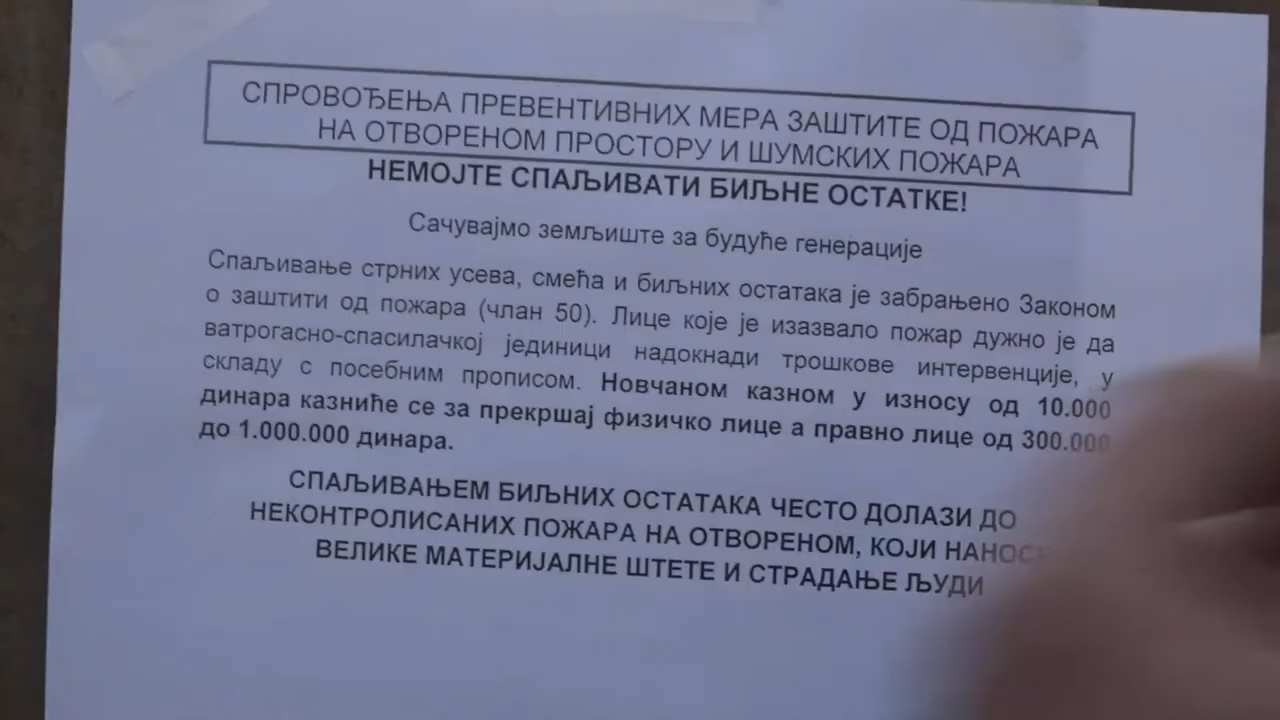 СПРОВОЂЕЊА ПРЕВЕНТИВНИХ МЕРА ЗАШТИТЕ ОД ПОЖАРА
НА ОТВОРЕНОМ ПРОСТОРУ И ШУМСКИХ ПОЖАРА
НЕМОЈТЕ СПАЉИВАТИ БИЉНЕ ОСТАТКЕ!
Сачувајмо земљиште за будуће генерације
Спаљивање стрних усева, смећа и биљних остатака је забрањено Законом
о заштити од пожара (члан 50). Лице које је изазвало пожар дужно је да
ватрогасно-спасилачкој јединици надокнади трошкове интервенције, у
складу с посебним прописом. Новчаном казном у износу од 10.000
динара казниће се за прекршај физичко лице а правно лице од 300.000
до 1.000.000 динара.
СПАЉИВАЊЕМ БИЉНИХ ОСТАТАКА ЧЕСТО ДОЛАЗИ ДО
НЕКОНТРОЛИСАНИХ ПОЖАРА НА ОТВОРЕНОМ, КОЈИ
ВЕЛИКЕ МАТЕРИЈАЛНЕ ШТЕТЕ И СТРАДАЊЕ ЉУДИ